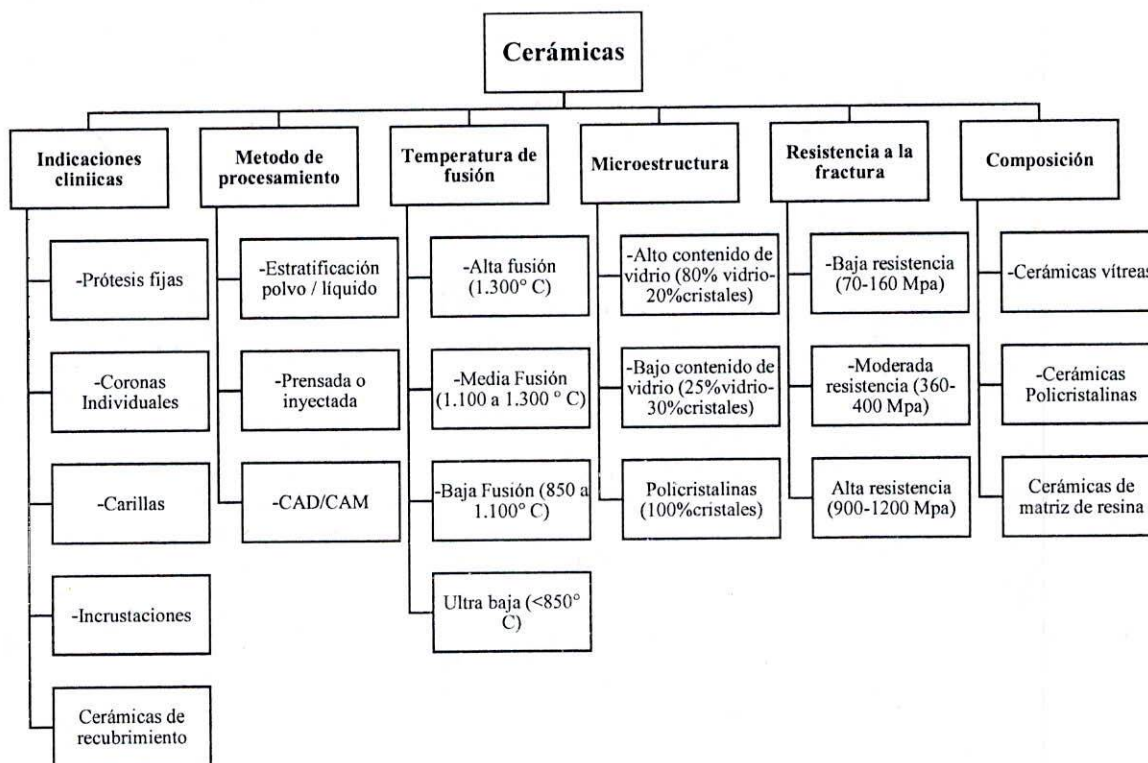 Cerámicas
Indicaciones
cliniicas
Metodo de
procesamiento
Temperatura de
fusión
Microestructura
Resistencia a la
fractura
Composición
-Prótesis fijas
-Coronas
Individuales
-Carillas
-Incrustaciones
Cerámicas de
recubrimiento
-Estratificación
polvo / líquido
-Prensada o
inyectada
-CAD/CAM
-Alta fusión
(1.300° C)
-Media Fusión
(1.100 a 1.300 ° C)
-Baja Fusión (850 a
1.100° C)
Ultra baja (<850°
C)
-Alto contenido de
vidrio (80% vidrio-
20%cristales)
-Bajo contenido de
vidrio (25%vidrio-
30%cristales)
Policristalinas
(100%cristales)
-Baja resistencia
(70-160 Mpa)
-Moderada
resistencia (360-
400 Mpa)
Alta resistencia
(900-1200 Mpa)
-Cerámicas vítreas
-Cerámicas
Policristalinas
Cerámicas de
matriz de resina